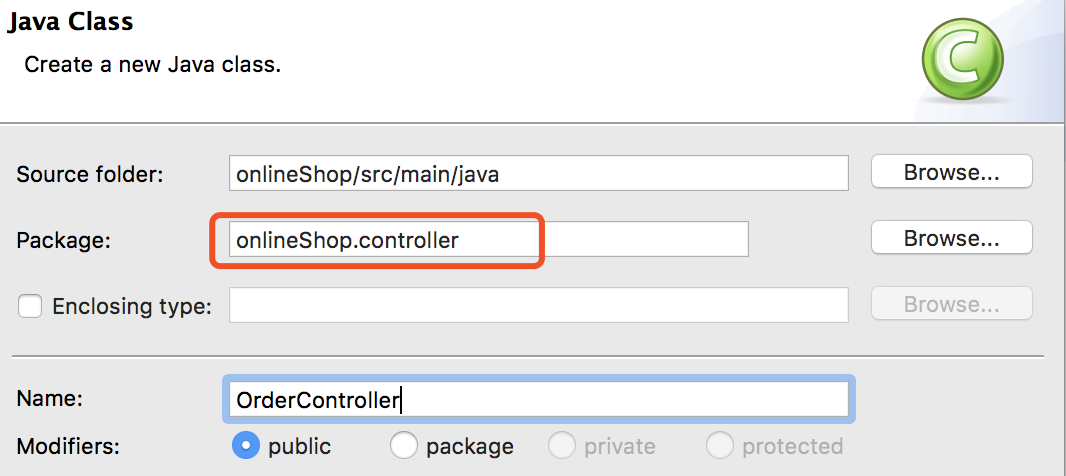 Java Class
Create a new Java class.
Source folder: onlineShop/src/main/java Browse...
Package: onlineShop.controller Browse...
Enclosing type: Browse...
Name: OrderController
Modifiers: public package private protected